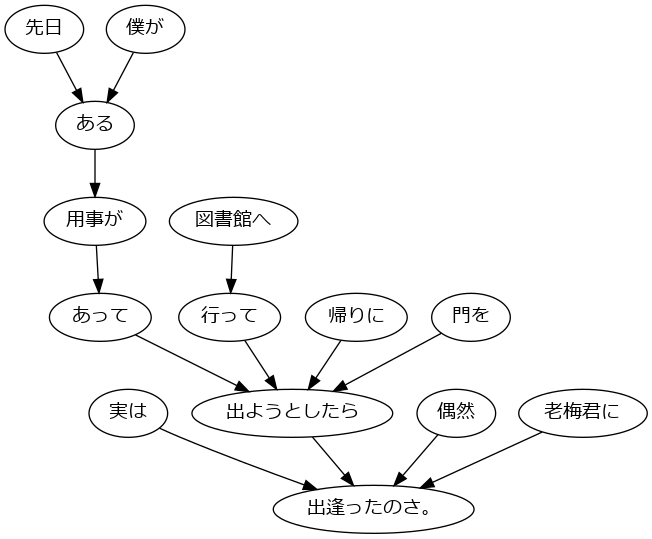 先日
僕が
ある
用事が
図書館へ
あって
行って
帰りに
門を
実は
出ようとしたら
偶然
老梅君に
出逢ったのさ。